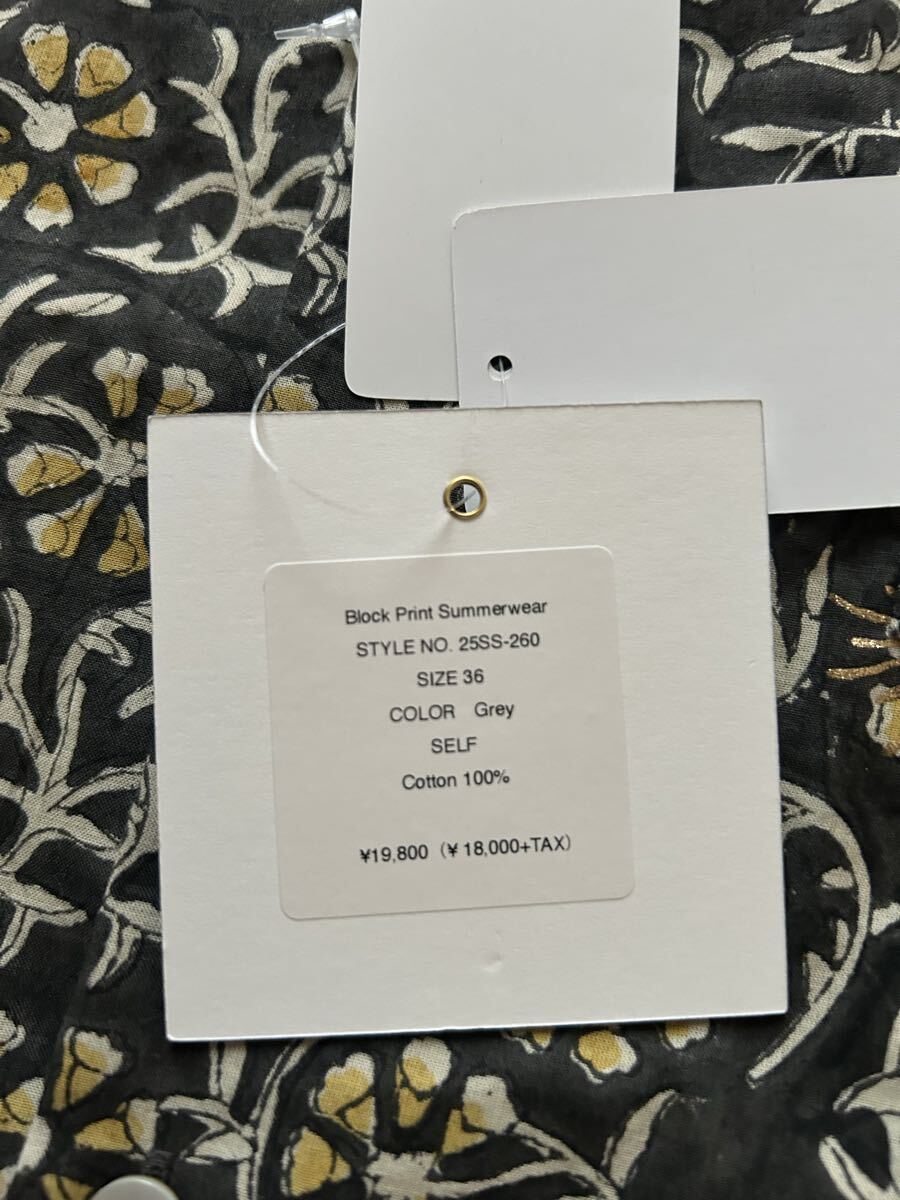 Block Print Summerwear
STYLE NO. 25SS-260
SIZE 36
COLOR　Grey
SELF
Cotton 100%
¥19,800（¥ 18,000+TAX）